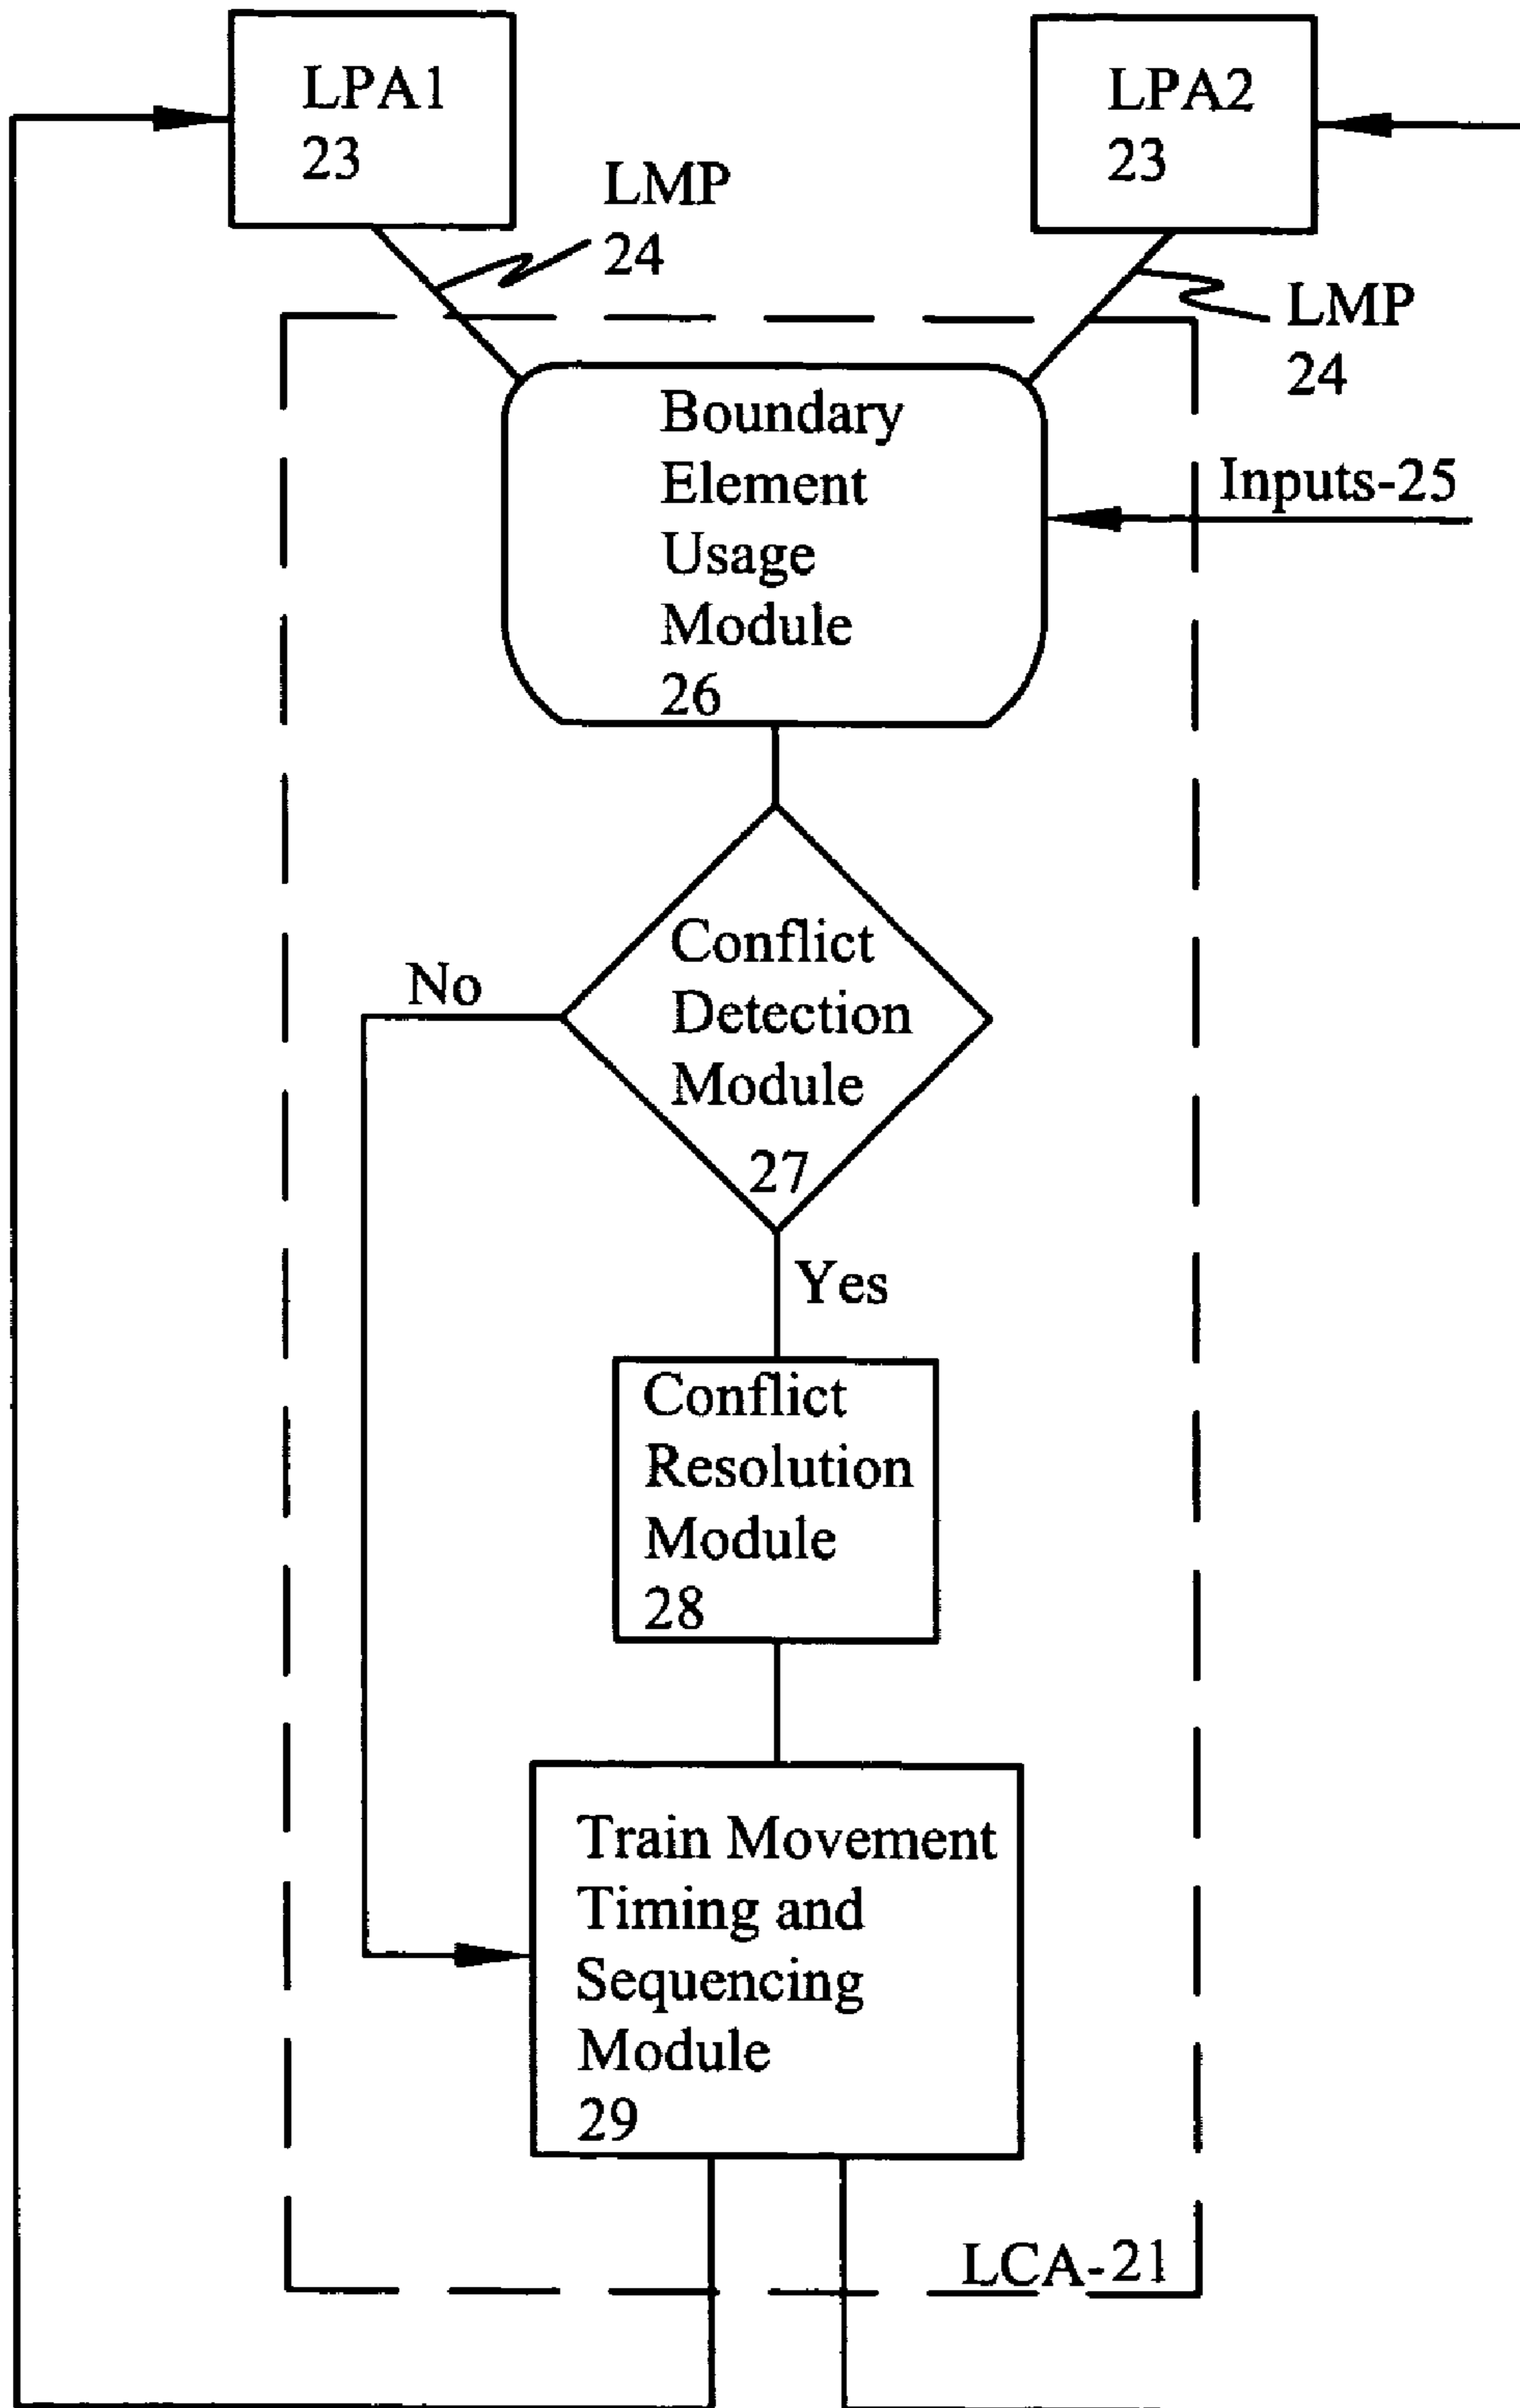 LPA1
23
LPA2
23
LMP
24
LMP
24
Boundary
Element
Usage
Module
26
Inputs-25
Conflict
Detection
Module
27
No
Yes
Conflict
Resolution
Module
28
Train Movement
Timing and
Sequencing
Module
29
LCA-21